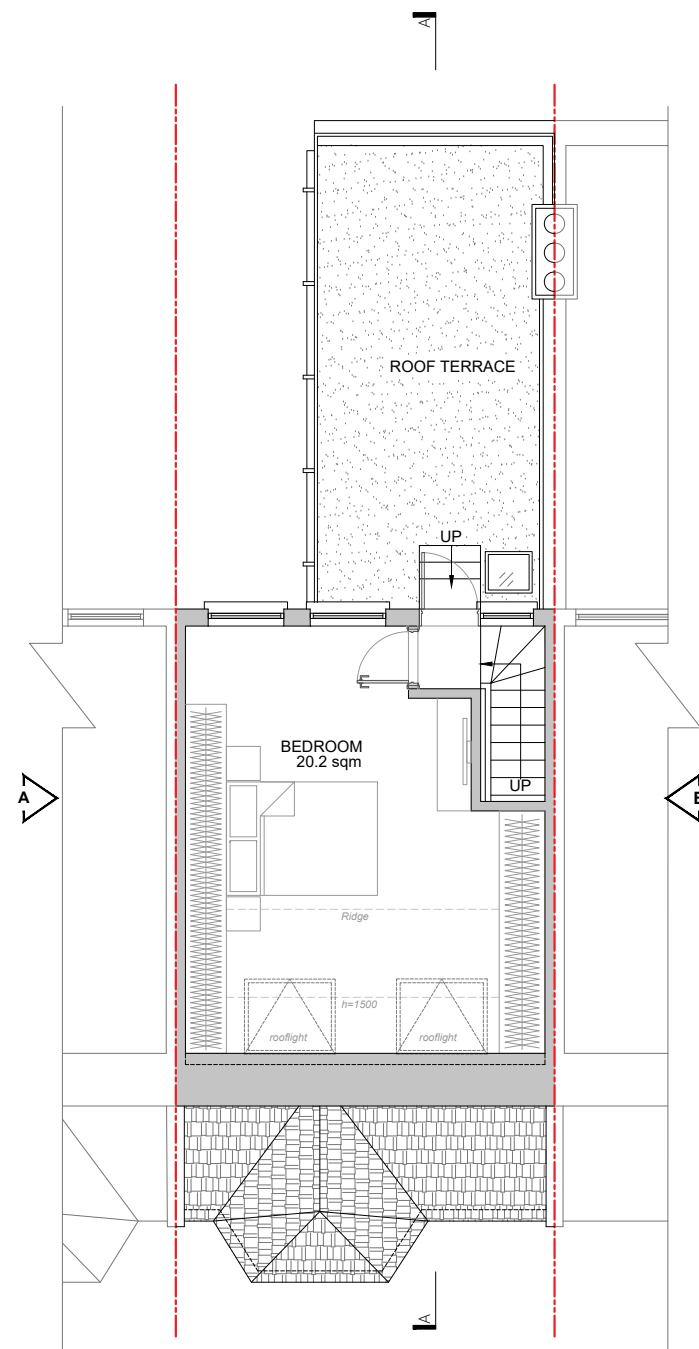 A
ROOF TERRACE
UP
BEDROOM
20.2 sqm
UP
A
Ridge
h=1500
rooflight
rooflight
A